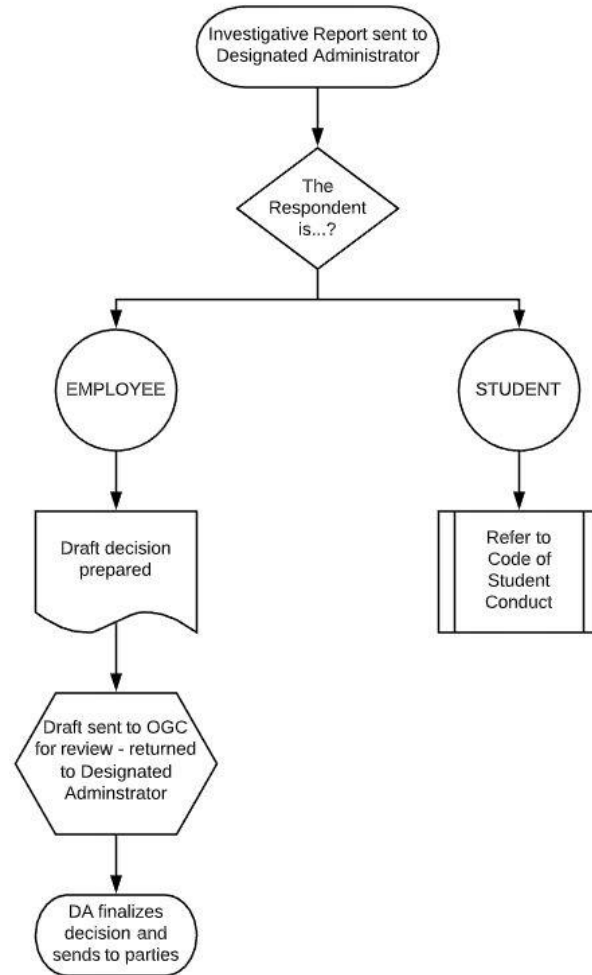 Investigative Report sent to
Designated Administrator
The
Respondent
is...?
EMPLOYEE
STUDENT
Draft decision
prepared
Refer to
Code of
Student
Conduct
Draft sent to OGC
for review - returned
to Designated
Adminstrator
DA finalizes
decision and
sends to parties